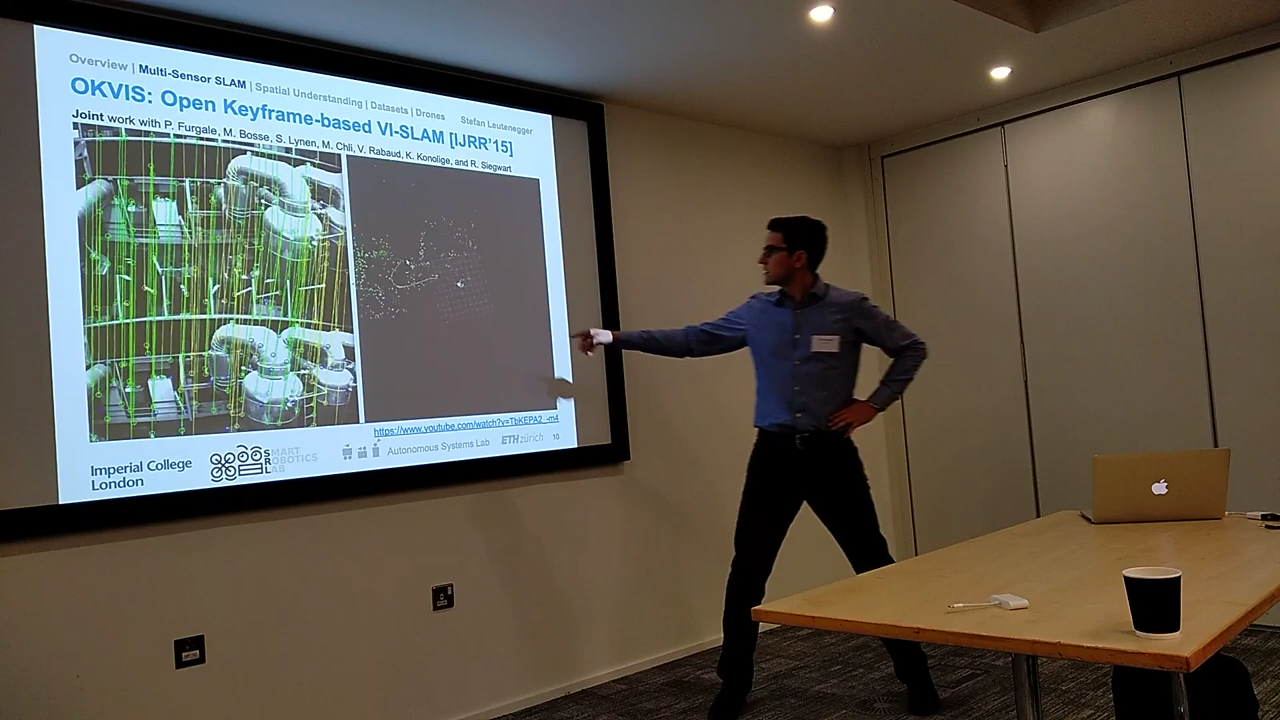 Overview | Multi-Sensor SLAM | Spatial Understanding | Datasets | Drones
Stefan Leutenegger
OKVIS: Open Keyframe-based VI-SLAM [IJRR'15]
Joint work with P. Furgale, M. Bosse, S. Lynen, M. Chli, V. Rabaud, K. Konolige, and R. Siegwart
https://www.youtube.com/watch?v=TbKEPA2_-m4
Imperial College
London
SMART
ROBOTICS
LAB
Autonomous Systems Lab
ETH zürich
10